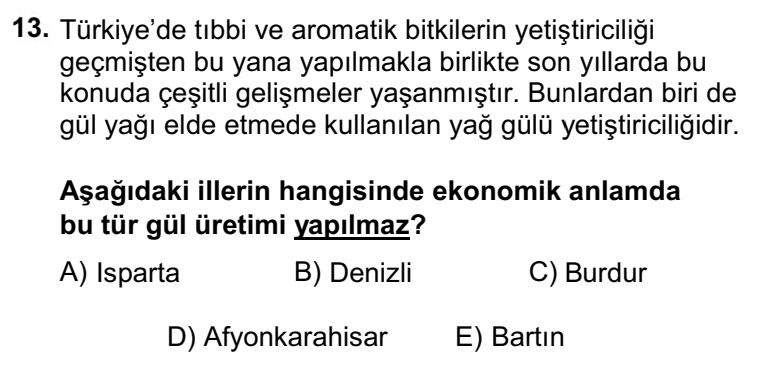 13. Türkiye'de tıbbi ve aromatik bitkilerin yetiştiriciliği
geçmişten bu yana yapılmakla birlikte son yıllarda bu
konuda çeşitli gelişmeler yaşanmıştır. Bunlardan biri de
gül yağı elde etmede kullanılan yağ gülü yetiştiriciliğidir.
Aşağıdaki illerin hangisinde ekonomik anlamda
bu tür gül üretimi yapılmaz?
A) Isparta B) Denizli C) Burdur
D) Afyonkarahisar E) Bartın